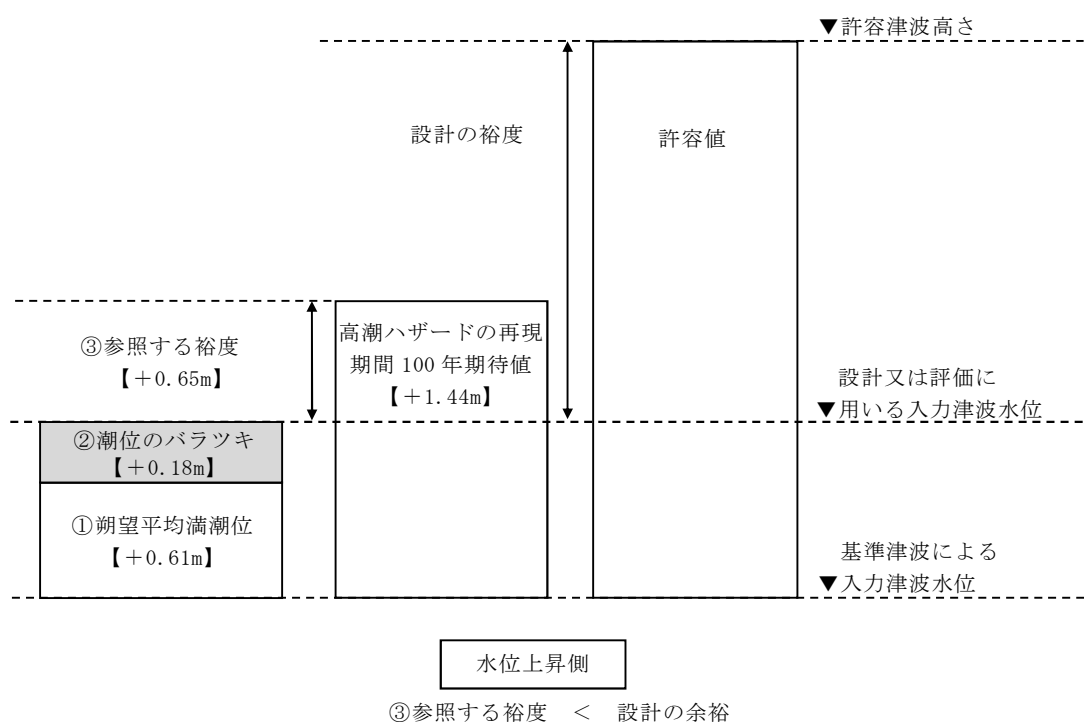 ▼許容津波高さ
設計の裕度
許容値
③参照する裕度
【+0.65m】
高潮ハザードの再現
期間 100 年期待値
【+1.44m】
設計又は評価に
▼用いる入力津波水位
②潮位のバラツキ
【+0.18m】
①朔望平均満潮位
【+0.61m】
基準津波による
▼入力津波水位
水位上昇側
③参照する裕度 < 設計の余裕